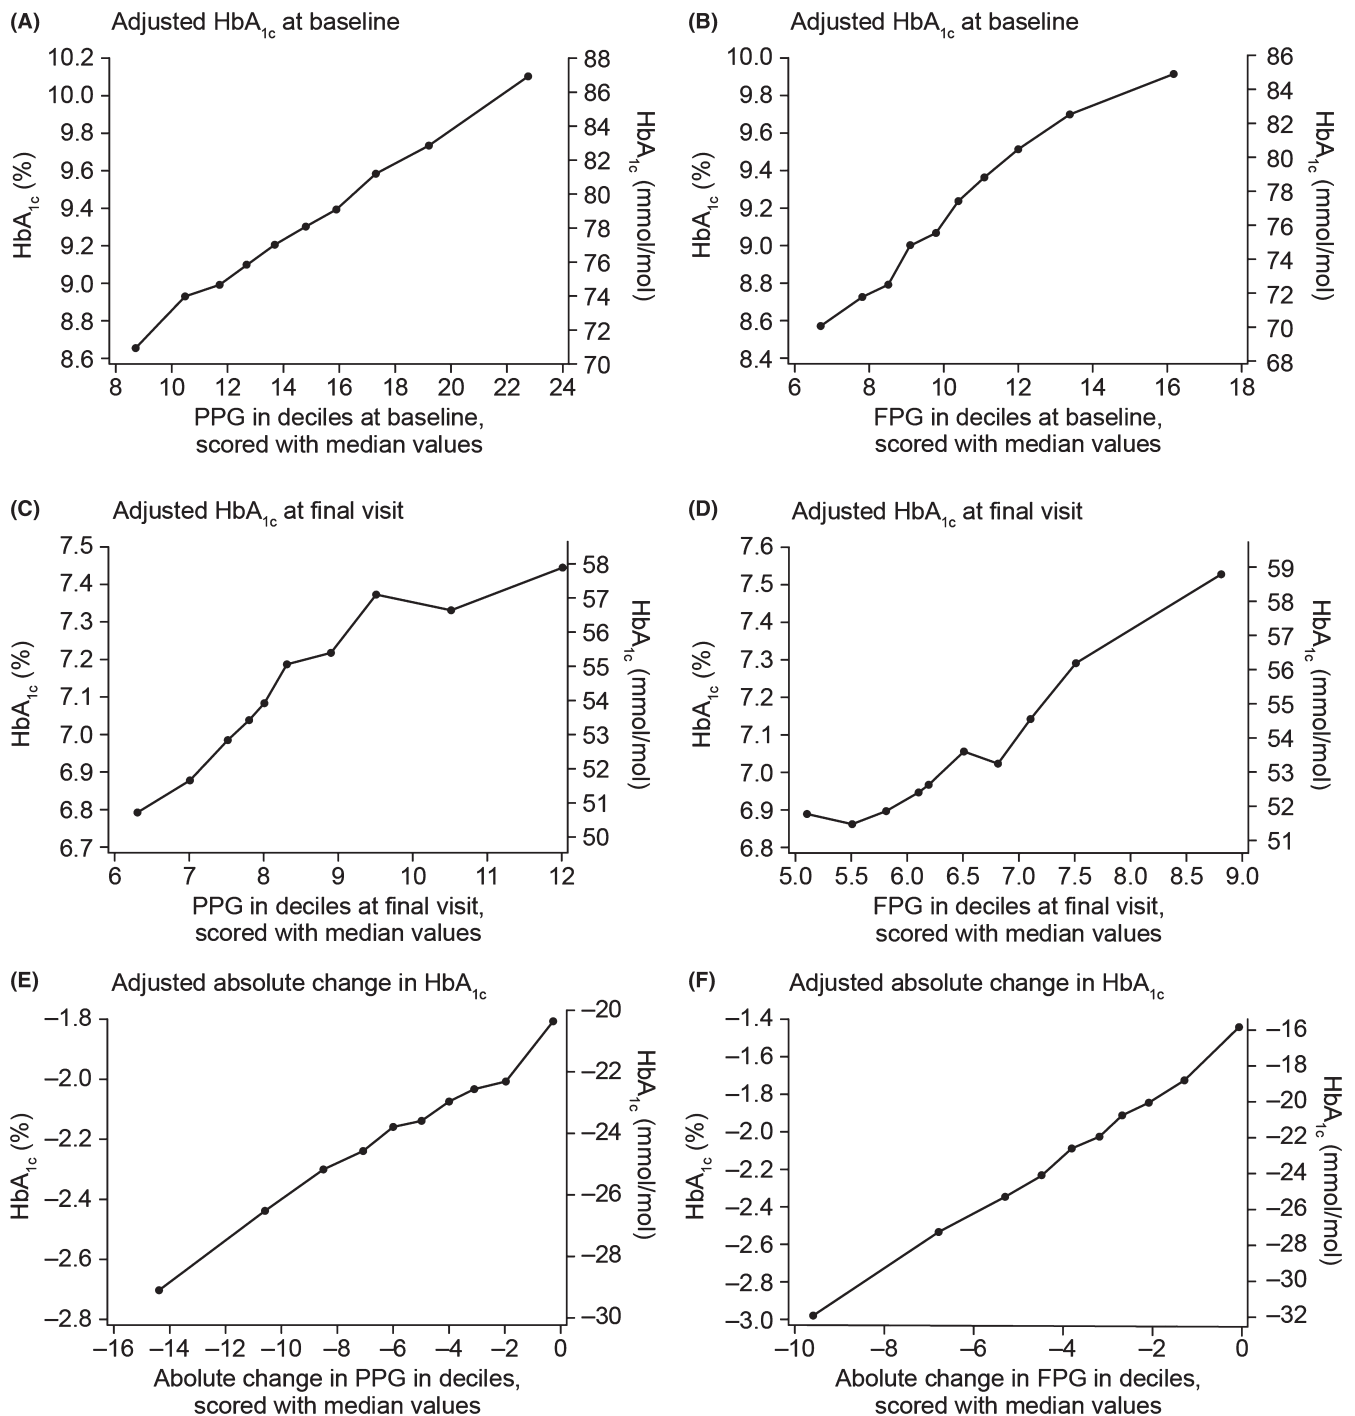 (A) Adjusted HbA1c at baseline
HbA1c (%)
10.2
10.0
9.8
9.6
9.4
9.2
9.0
8.8
8.6
88
86
84
82
80
78
76
74
72
70
HbA1c (mmol/mol)
8 10 12 14 16 18 20 22 24
PPG in deciles at baseline,
scored with median values
(B) Adjusted HbA1c at baseline
HbA1c (%)
10.0
9.8
9.6
9.4
9.2
9.0
8.8
8.6
8.4
86
84
82
80
78
76
74
72
70
68
HbA1c (mmol/mol)
6 8 10 12 14 16 18
FPG in deciles at baseline,
scored with median values
(C) Adjusted HbA1c at final visit
HbA1c (%)
7.5
7.4
7.3
7.2
7.1
7.0
6.9
6.8
6.7
58
57
56
55
54
53
52
51
50
HbA1c (mmol/mol)
6 7 8 9 10 11 12
PPG in deciles at final visit,
scored with median values
(D) Adjusted HbA1c at final visit
HbA1c (%)
7.6
7.5
7.4
7.3
7.2
7.1
7.0
6.9
6.8
59
58
57
56
55
54
53
52
51
HbA1c (mmol/mol)
5.0 5.5 6.0 6.5 7.0 7.5 8.0 8.5 9.0
FPG in deciles at final visit,
scored with median values
(E) Adjusted absolute change in HbA1c
HbA1c (%)
–1.8
–2.0
–2.2
–2.4
–2.6
–2.8
–20
–22
–24
–26
–28
–30
HbA1c (mmol/mol)
–16 –14 –12 –10 –8 –6 –4 –2 0
Abolute change in PPG in deciles,
scored with median values
(F) Adjusted absolute change in HbA1c
HbA1c (%)
–1.4
–1.6
–1.8
–2.0
–2.2
–2.4
–2.6
–2.8
–3.0
–16
–18
–20
–22
–24
–26
–28
–30
–32
HbA1c (mmol/mol)
–10 –8 –6 –4 –2 0
Abolute change in FPG in deciles,
scored with median values